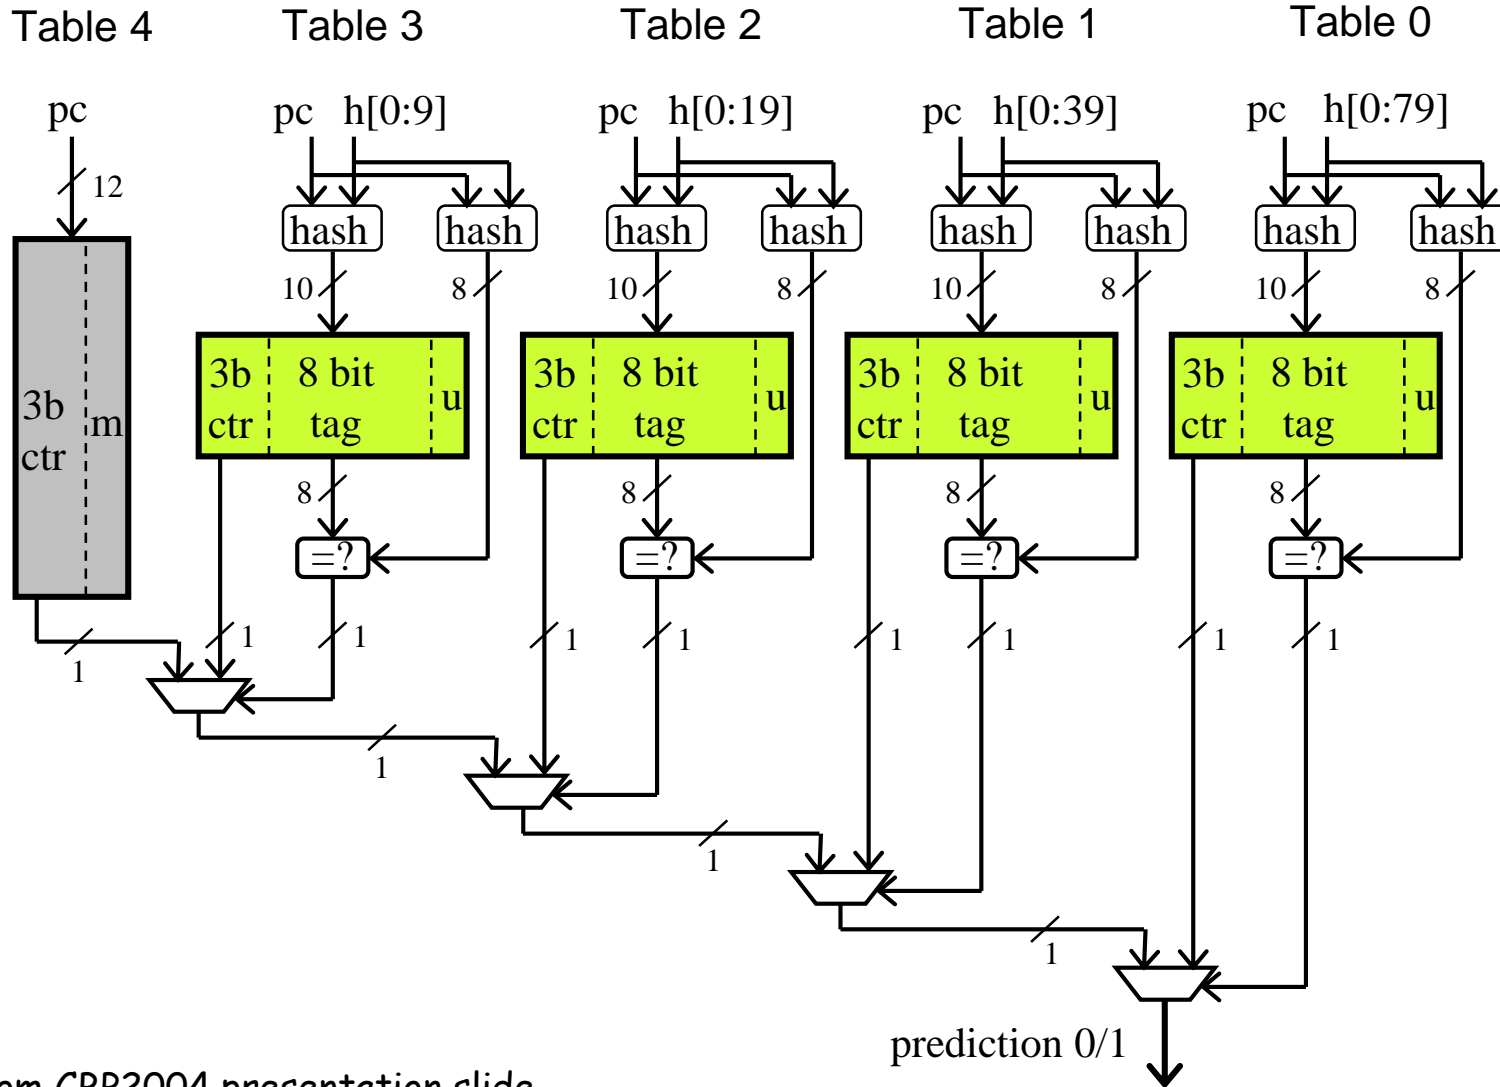 Table 4 Table 3 Table 2 Table 1 Table 0
pc pc h[0:9] pc h[0:19] pc h[0:39] pc h[0:79]
12
hash hash hash hash hash hash hash hash
10 8 10 8 10 8 10 8
3b 8 bit 3b 8 bit 3b 8 bit 3b 8 bit
3b m u u u u
ctr ctr tag ctr tag ctr tag ctr tag
8 8 8 8
=? =? =? =?
1 1 1 1 1 1 1 1
1
1
1
1
prediction 0/1
presentation slide